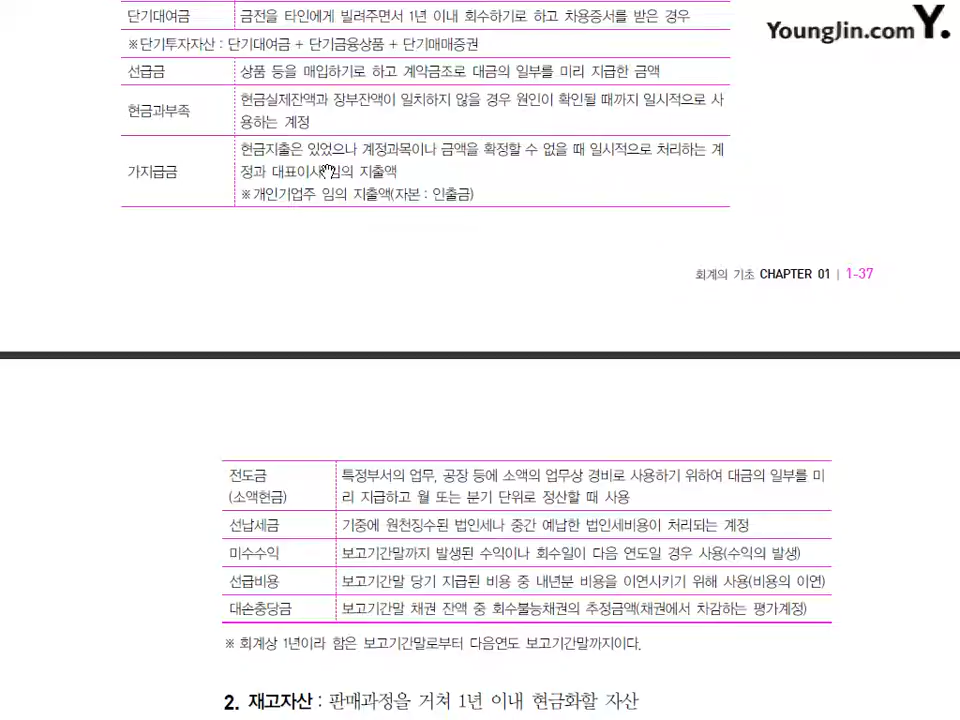 단기대여금 금전을 타인에게 빌려주면서 1년 이내 회수하기로 하고 차용증서를 받은 경우
YoungJin.com Y.
※단기투자자산 : 단기대여금 + 단기금융상품 + 단기매매증권
선급금 상품 등을 매입하기로 하고 계약금조로 대금의 일부를 미리 지급한 금액
현금과부족 현금실제잔액과 장부잔액이 일치하지 않을 경우 원인이 확인될 때까지 일시적으로 사
용하는 계정
가지급금 현금지출은 있었으나 계정과목이나 금액을 확정할 수 없을 때 일시적으로 처리하는 계
정과 대표이사 임의 지출액
※개인기업주 임의 지출액(자본 : 인출금)
회계의 기초 CHAPTER 01 | 1-37
전도금 특정부서의 업무, 공장 등에 소액의 업무상 경비로 사용하기 위하여 대금의 일부를 미
(소액현금) 리 지급하고 월 또는 분기 단위로 정산할 때 사용
선납세금 기중에 원천징수된 법인세나 중간 예납한 법인세비용이 처리되는 계정
미수수익 보고기간말까지 발생된 수익이나 회수일이 다음 연도일 경우 사용(수익의 발생)
선급비용 보고기간말 당기 지급된 비용 중 내년분 비용을 이연시키기 위해 사용(비용의 이연)
대손충당금 보고기간말 채권 잔액 중 회수불능채권의 추정금액(채권에서 차감하는 평가계정)
※ 회계상 1년이라 함은 보고기간말로부터 다음연도 보고기간말까지이다.
2. 재고자산 : 판매과정을 거쳐 1년 이내 현금화할 자산